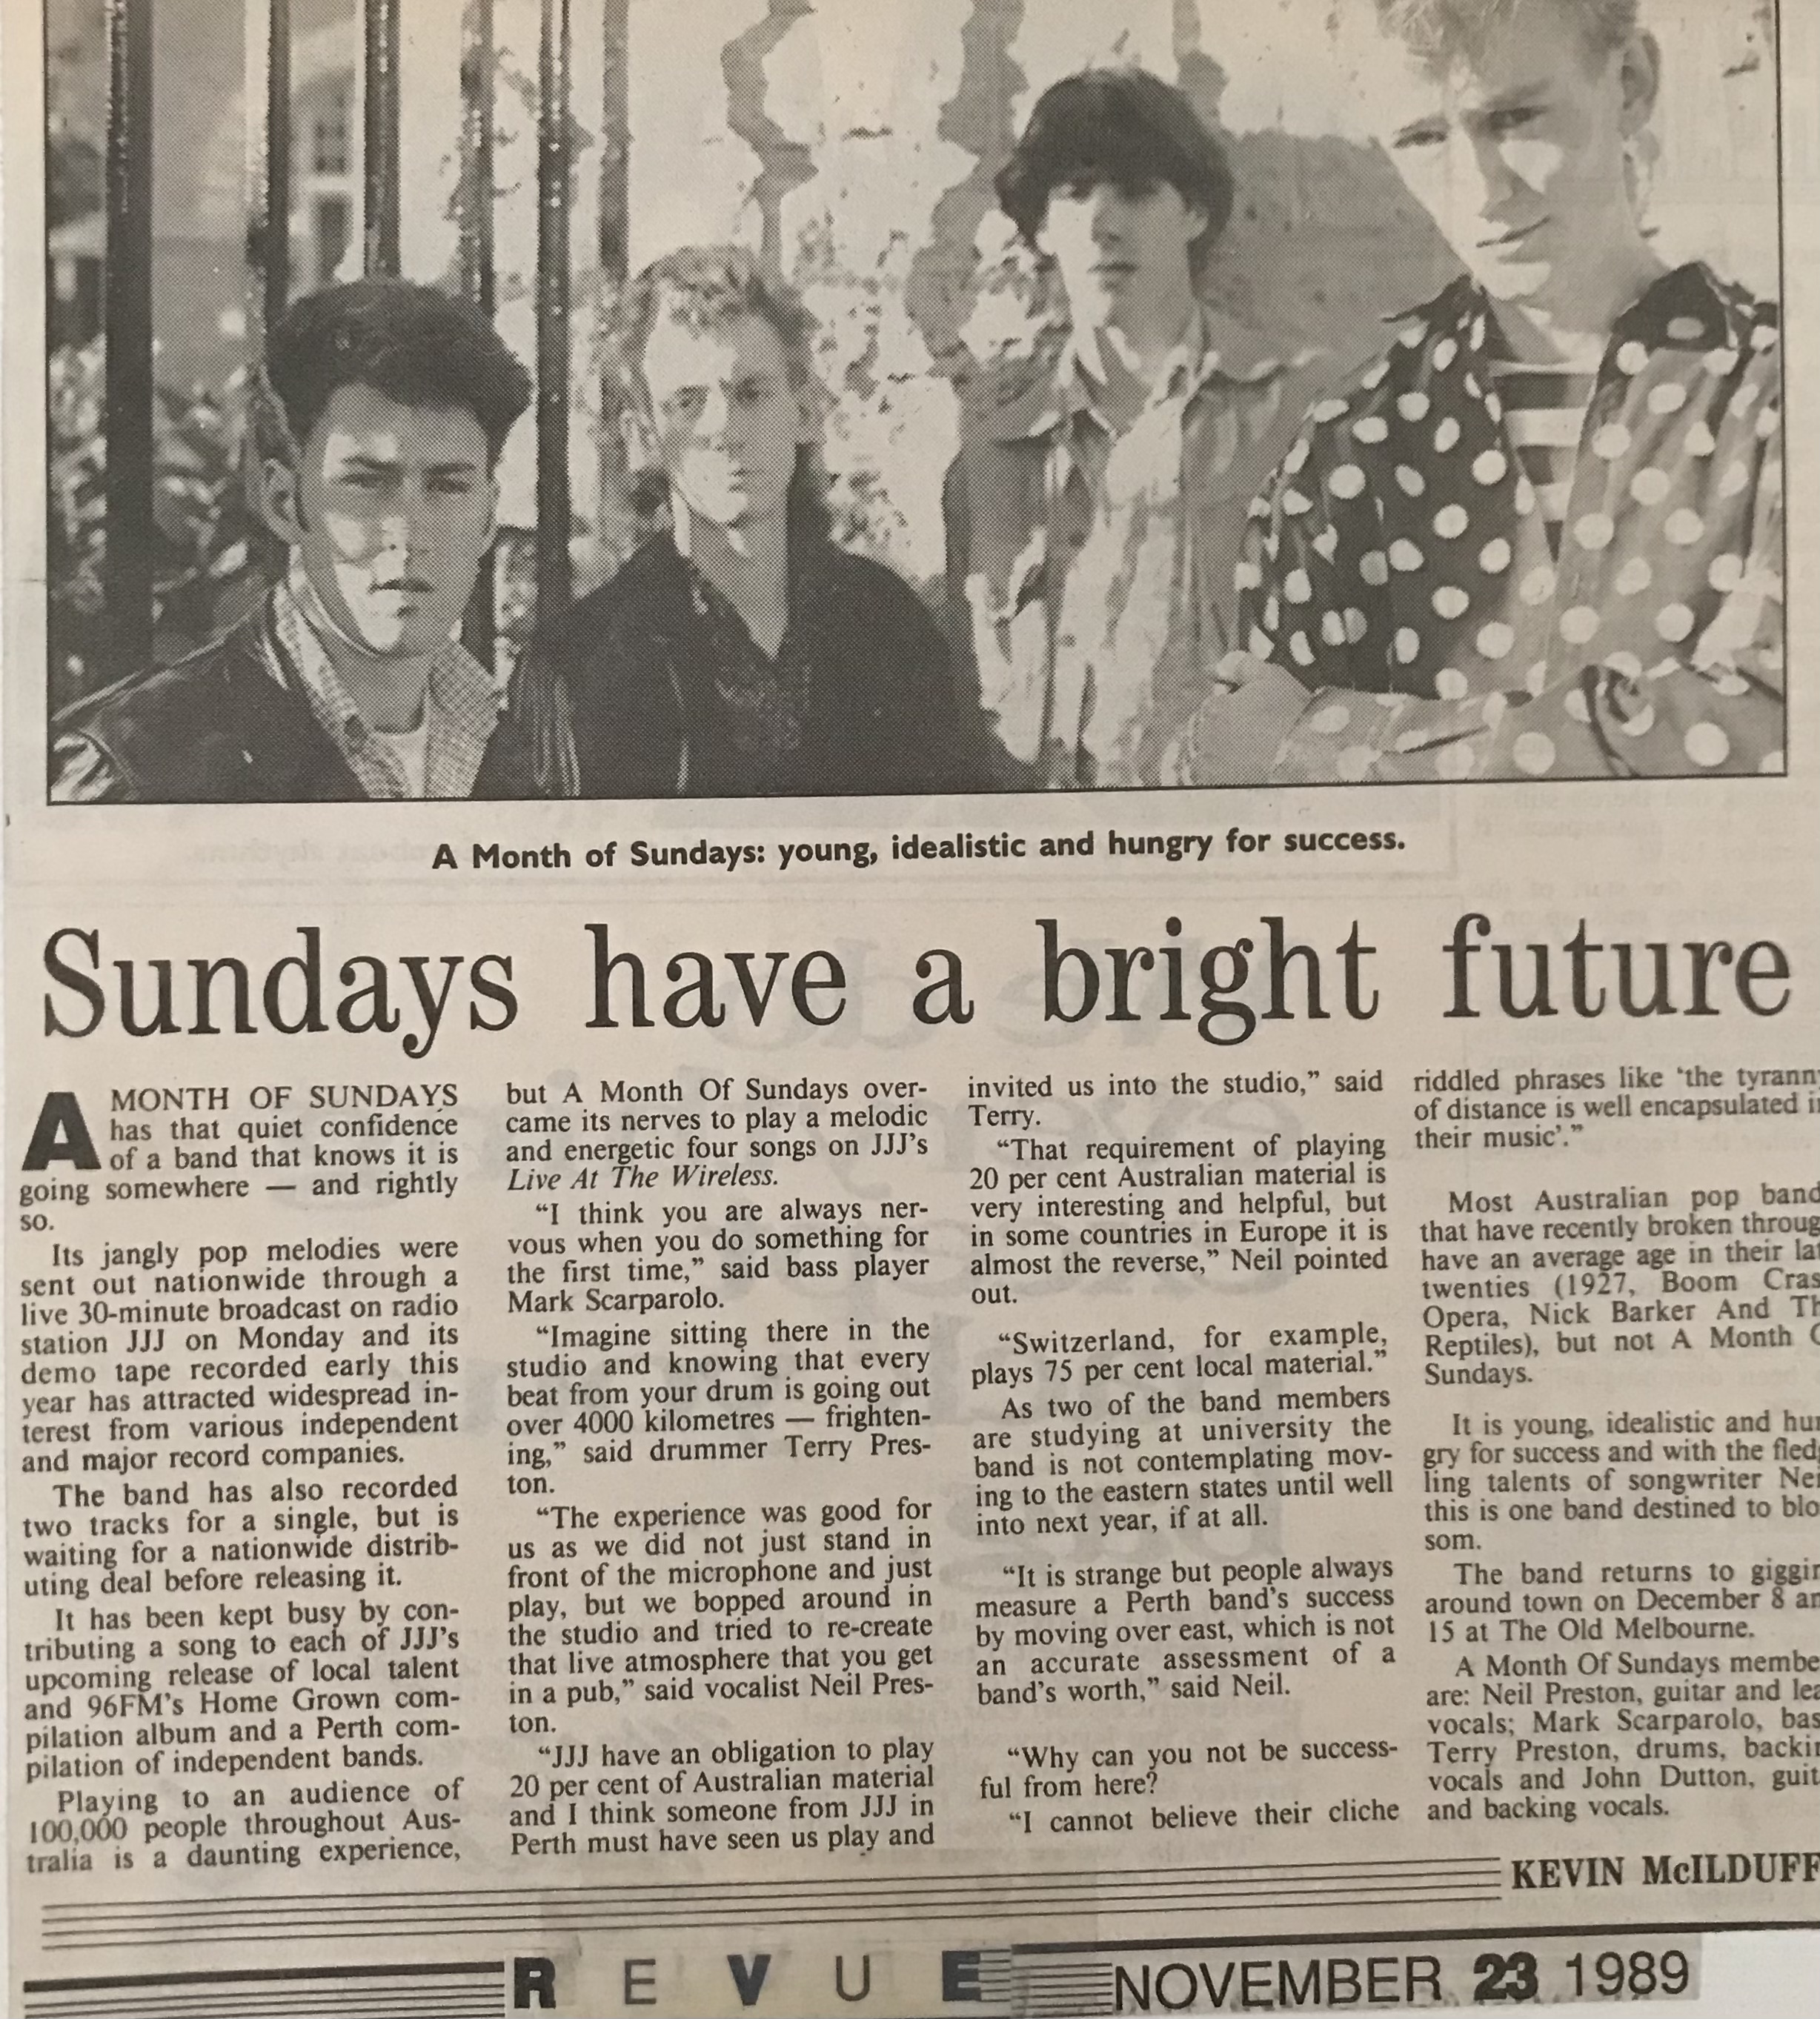 A Month of Sundays: young, idealistic and hungry for success.
Sundays have a bright future
A MONTH OF SUNDAYS
has that quiet confidence
of a band that knows it is
going somewhere — and rightly
so.
Its jangly pop melodies were
sent out nationwide through a
live 30-minute broadcast on radio
station JJJ on Monday and its
demo tape recorded early this
year has attracted widespread in-
terest from various independent
and major record companies.
The band has also recorded
two tracks for a single, but is
waiting for a nationwide distrib-
uting deal before releasing it.
It has been kept busy by con-
tributing a song to each of JJJ's
upcoming release of local talent
and 96FM's Home Grown com-
pilation album and a Perth com-
pilation of independent bands.
Playing to an audience of
100,000 people throughout Aus-
tralia is a daunting experience,
but A Month Of Sundays over-
came its nerves to play a melodic
and energetic four songs on JJJ's
Live At The Wireless.
“I think you are always ner-
vous when you do something for
the first time,” said bass player
Mark Scarparolo.
“Imagine sitting there in the
studio and knowing that every
beat from your drum is going out
over 4000 kilometres — frighten-
ing,” said drummer Terry Pres-
ton.
“The experience was good for
us as we did not just stand in
front of the microphone and just
play, but we bopped around in
the studio and tried to re-create
that live atmosphere that you get
in a pub,” said vocalist Neil Pres-
ton.
“JJJ have an obligation to play
20 per cent of Australian material
and I think someone from JJJ in
Perth must have seen us play and
invited us into the studio,” said
Terry.
“That requirement of playing
20 per cent Australian material is
very interesting and helpful, but
in some countries in Europe it is
almost the reverse,” Neil pointed
out.
“Switzerland, for example,
plays 75 per cent local material.”
As two of the band members
are studying at university the
band is not contemplating mov-
ing to the eastern states until well
into next year, if at all.
“It is strange but people always
measure a Perth band's success
by moving over east, which is not
an accurate assessment of a
band's worth,” said Neil.
“Why can you not be success-
ful from here?
“I cannot believe their cliche
riddled phrases like ‘the tyrann
of distance is well encapsulated i
their music’.”
Most Australian pop band
that have recently broken throug
have an average age in their lat
twenties (1927, Boom Cras
Opera, Nick Barker And Th
Reptiles), but not A Month O
Sundays.
It is young, idealistic and hun
gry for success and with the fled
ling talents of songwriter Nei
this is one band destined to blo
som.
The band returns to giggin
around town on December 8 an
15 at The Old Melbourne.
A Month Of Sundays membe
are: Neil Preston, guitar and lea
vocals; Mark Scarparolo, bas
Terry Preston, drums, backin
vocals and John Dutton, guit
and backing vocals.
KEVIN McILDUFF
REVUE NOVEMBER 23 1989